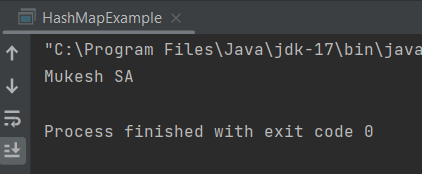 HashMapExample
"C:\Program Files\Java\jdk-17\bin\java
Mukesh SA
Process finished with exit code 0